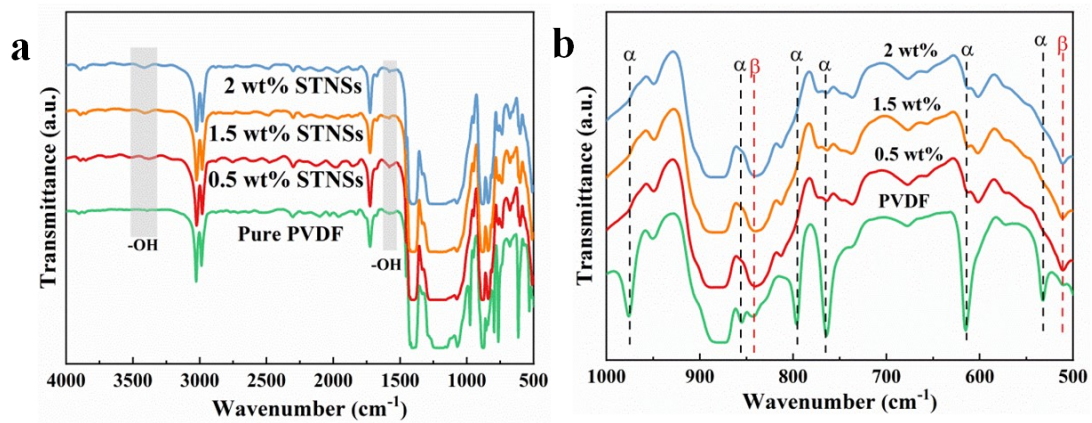 a
Transmittance (a.u.)
2 wt% STNSs
1.5 wt% STNSs
0.5 wt% STNSs
Pure PVDF
-OH
-OH
4000 3500 3000 2500 2000 1500 1000 500
Wavenumber (cm⁻¹)
b
Transmittance (a.u.)
α α β α α α α β
2 wt%
1.5 wt%
0.5 wt%
PVDF
1000 900 800 700 600 500
Wavenumber (cm⁻¹)